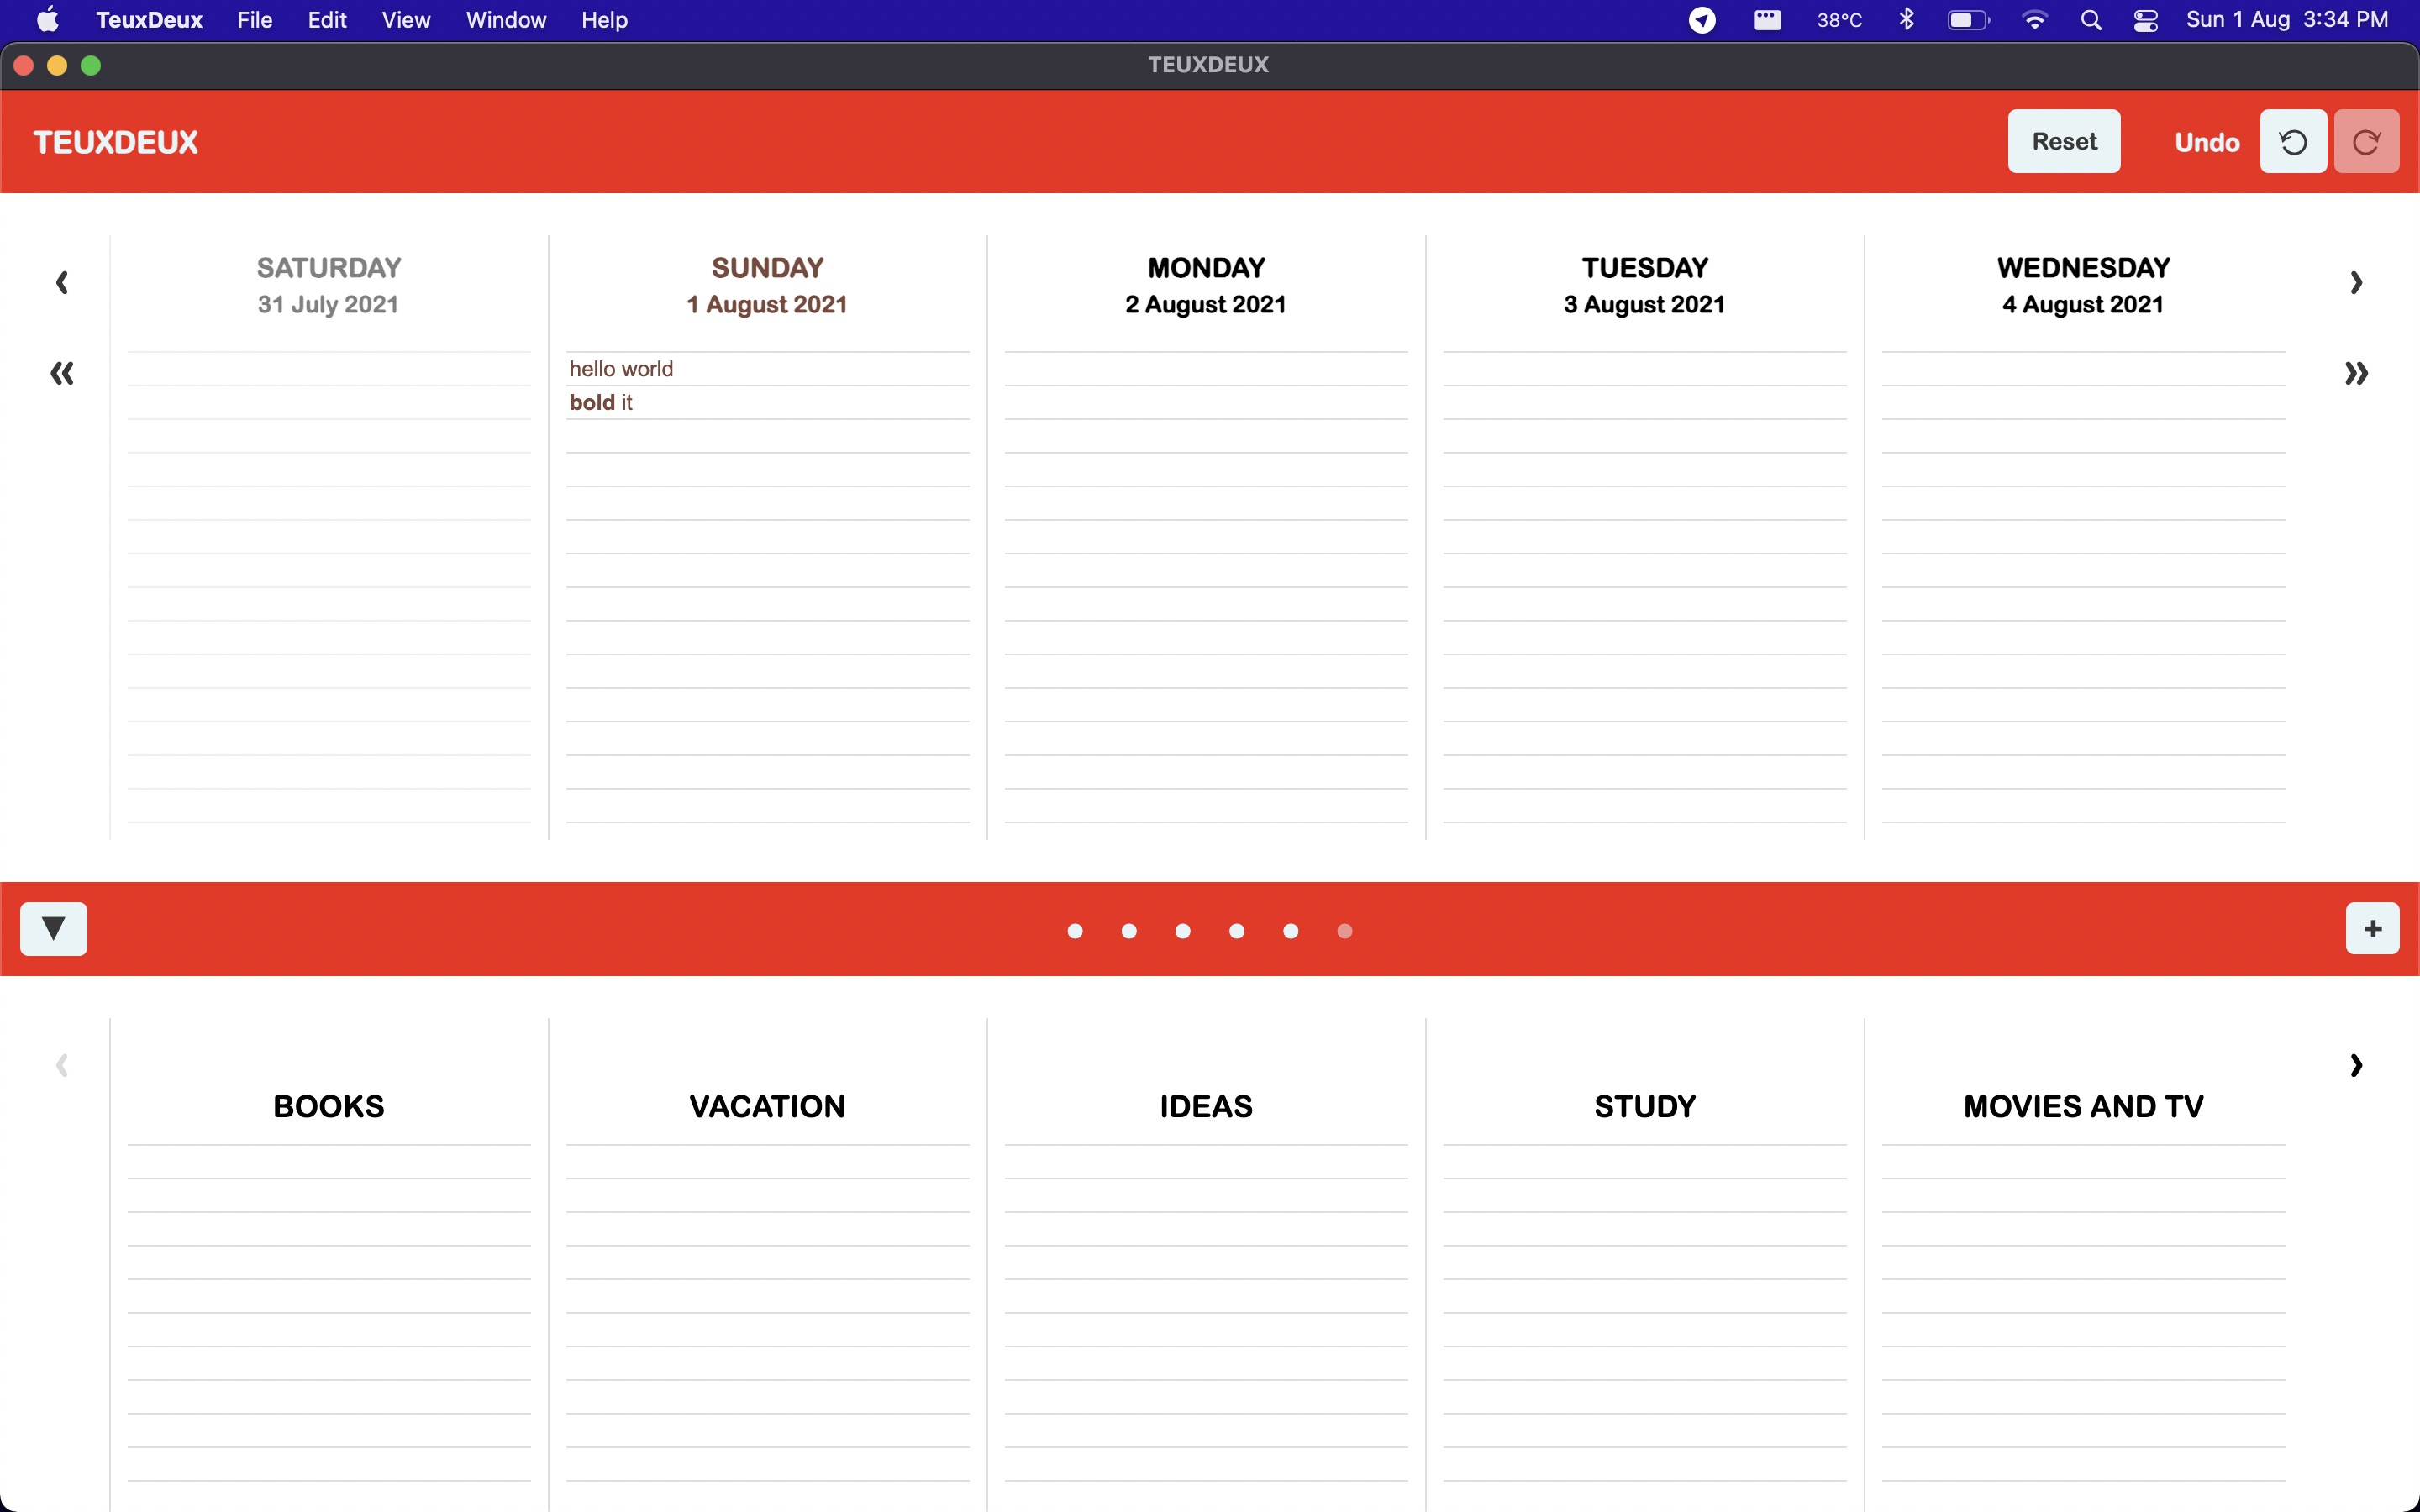 TeuxDeux File Edit View Window Help 38°C Sun 1 Aug 3:34 PM
TEUXDEUX
TEUXDEUX Reset Undo
SATURDAY SUNDAY MONDAY TUESDAY WEDNESDAY
31 July 2021 1 August 2021 2 August 2021 3 August 2021 4 August 2021
hello world
bold it
BOOKS VACATION IDEAS STUDY MOVIES AND TV